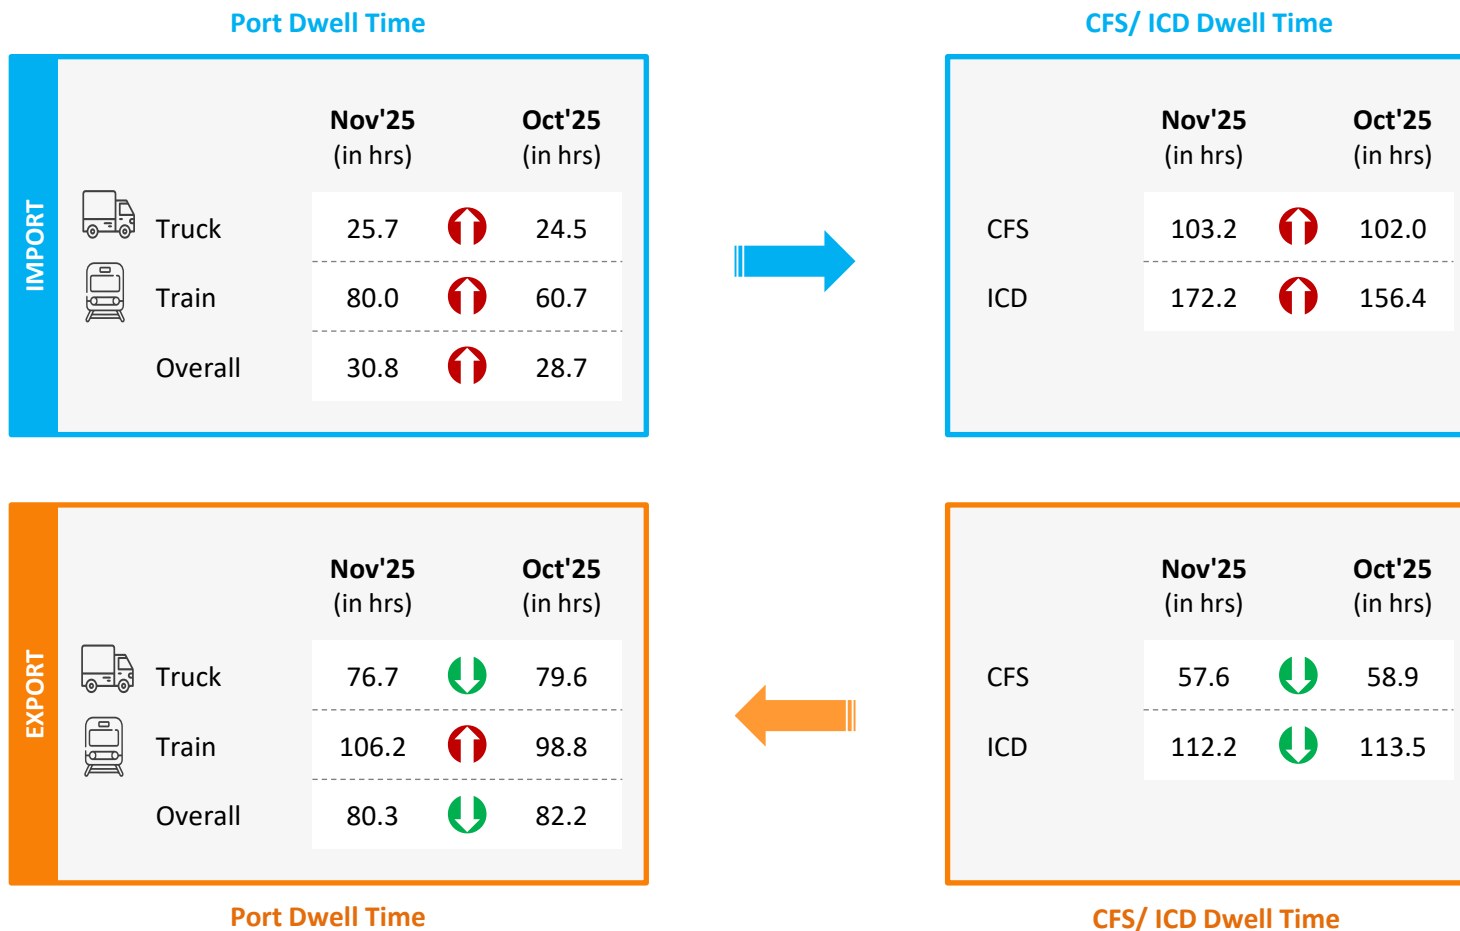 Port Dwell Time
CFS/ ICD Dwell Time
IMPORT
Nov'25 Oct'25
(in hrs) (in hrs)
Truck 25.7 24.5
Train 80.0 60.7
Overall 30.8 28.7
Nov'25 Oct'25
(in hrs) (in hrs)
CFS 103.2 102.0
ICD 172.2 156.4
EXPORT
Nov'25 Oct'25
(in hrs) (in hrs)
Truck 76.7 79.6
Train 106.2 98.8
Overall 80.3 82.2
Nov'25 Oct'25
(in hrs) (in hrs)
CFS 57.6 58.9
ICD 112.2 113.5
Port Dwell Time
CFS/ ICD Dwell Time